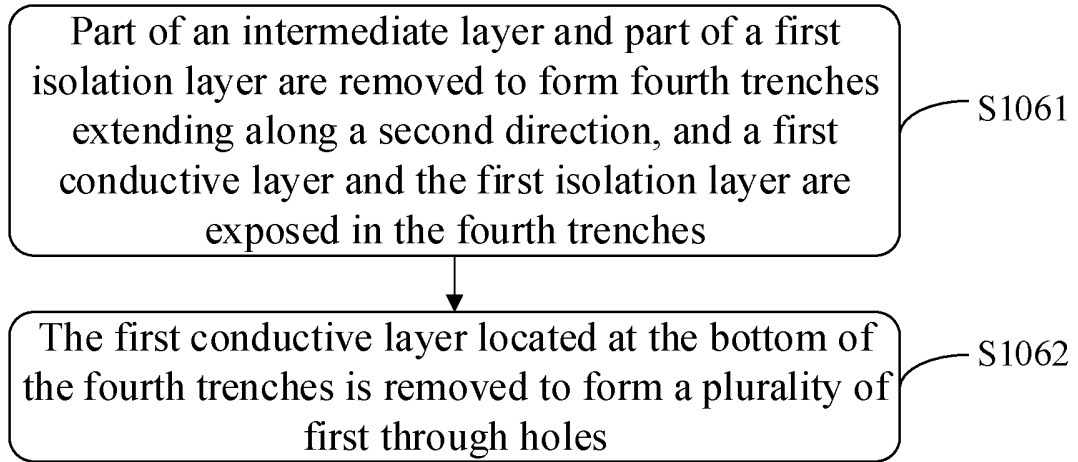 Part of an intermediate layer and part of a first
isolation layer are removed to form fourth trenches
extending along a second direction, and a first
conductive layer and the first isolation layer are
exposed in the fourth trenches
S1061
The first conductive layer located at the bottom of
the fourth trenches is removed to form a plurality of
first through holes
S1062